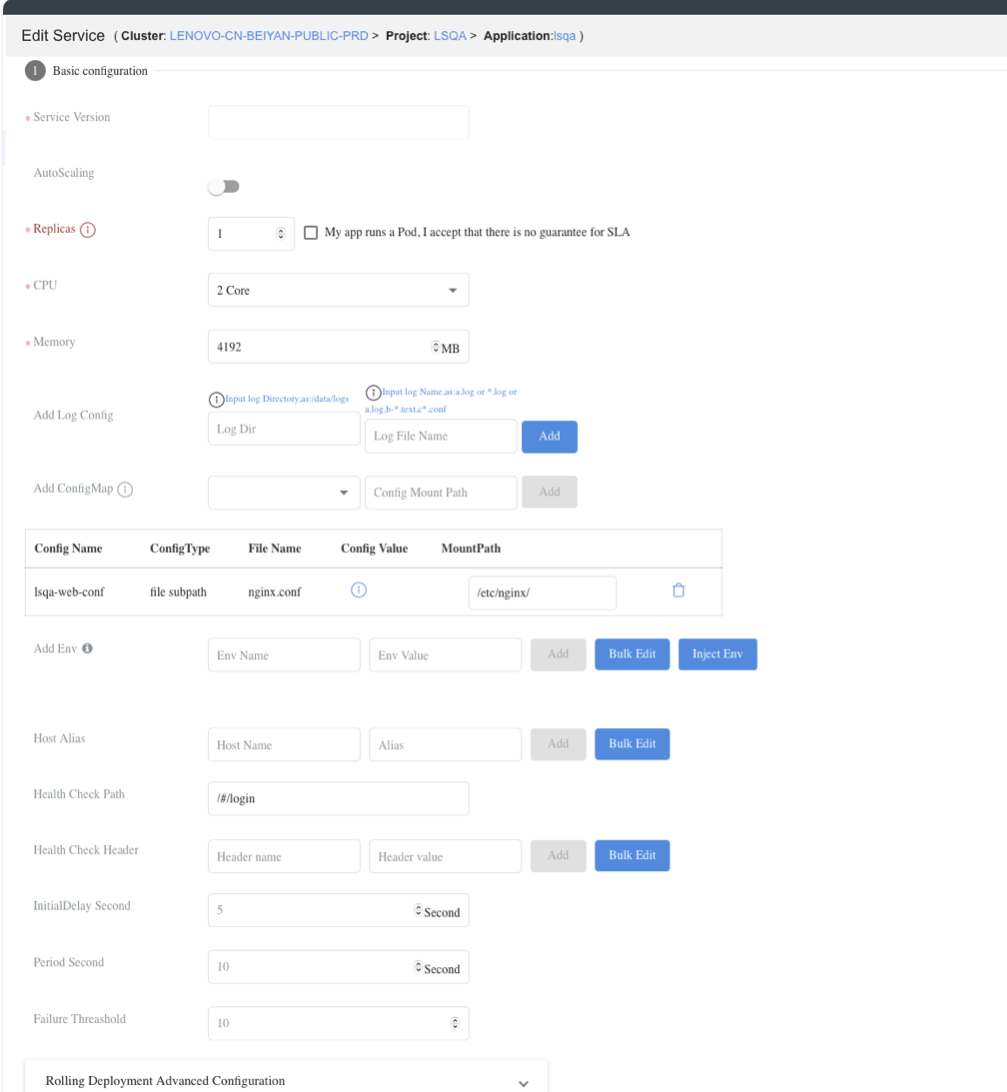 Edit Service ( Cluster: LENOVO-CN-BEIYAN-PUBLIC-PRD > Project: LSQA > Application:lsqa )
1 Basic configuration
* Service Version
AutoScaling
* Replicas
1
My app runs a Pod, I accept that there is no guarantee for SLA
* CPU
2 Core
* Memory
4192
MB
Input log Directory,as:/data/logs
Input log Name,as:a.log or *.log or
a.log,b-*.text,c*.conf
Add Log Config
Log Dir
Log File Name
Add
Add ConfigMap
Config Mount Path
Add
Config Name ConfigType File Name Config Value MountPath
lsqa-web-conf file subpath nginx.conf /etc/nginx/
Add Env
Env Name
Env Value
Add
Bulk Edit
Inject Env
Host Alias
Host Name
Alias
Add
Bulk Edit
Health Check Path
/#/login
Health Check Header
Header name
Header value
Add
Bulk Edit
InitialDelay Second
5
Second
Period Second
10
Second
Failure Threashold
10
Rolling Deployment Advanced Configuration